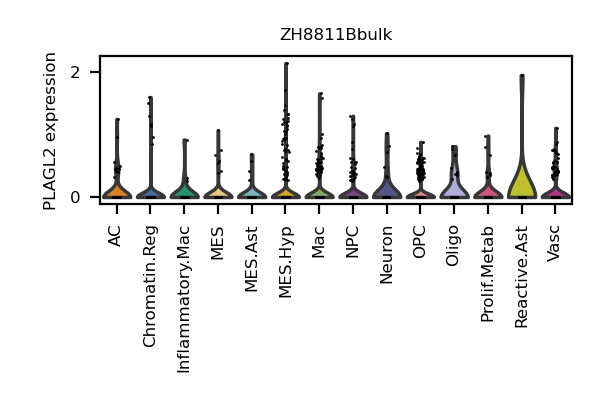 ZH8811Bbulk
PLAGL2 expression
2
0
AC
Chromatin.Reg
Inflammatory.Mac
MES
MES.Ast
MES.Hyp
Mac
NPC
Neuron
OPC
Oligo
Prolif.Metab
Reactive.Ast
Vasc